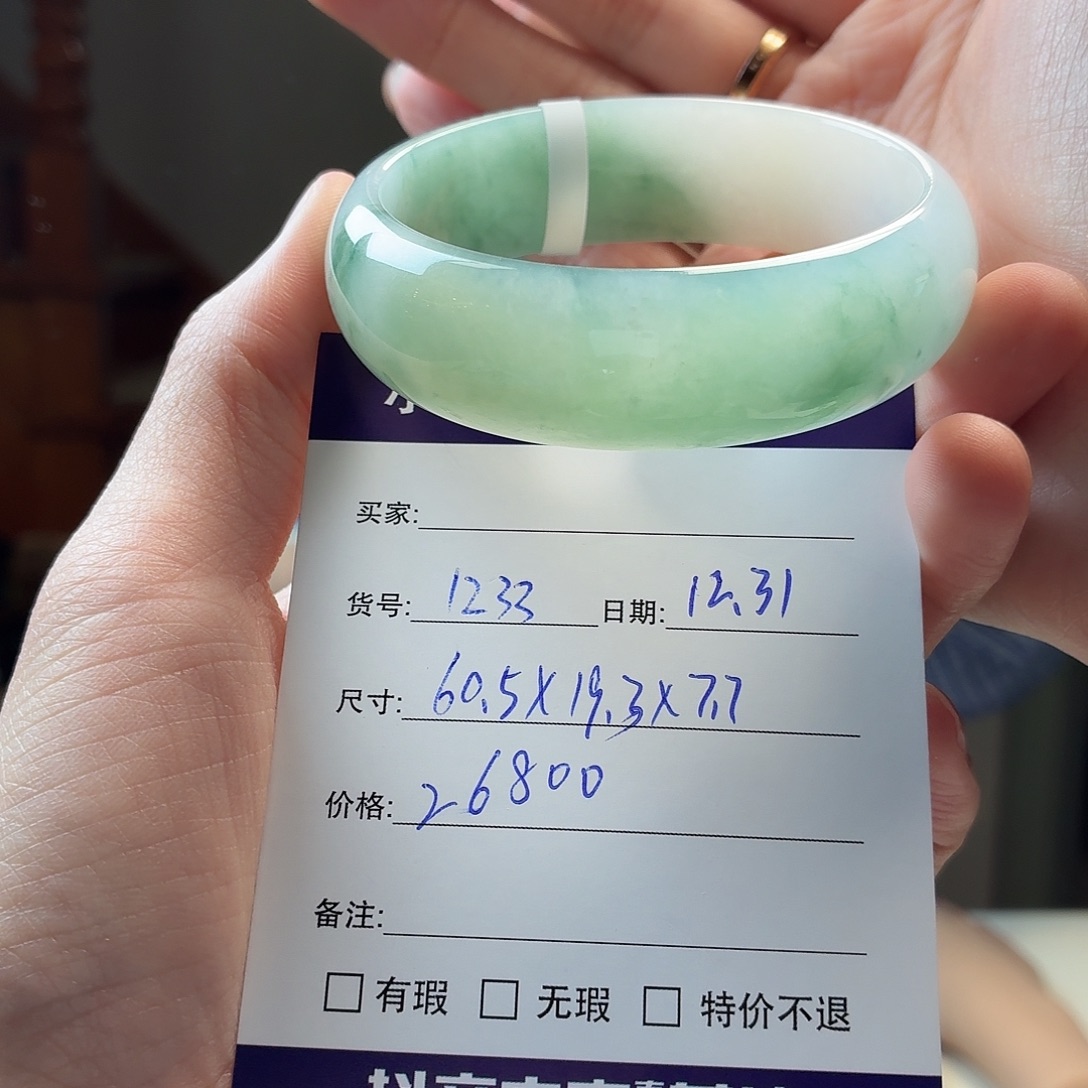 买家:
货号: 1233 日期: 12.31
尺寸: 60.5X19.3X7.7
价格: 26800
备注:
□ 有瑕 □ 无瑕 □ 特价不退